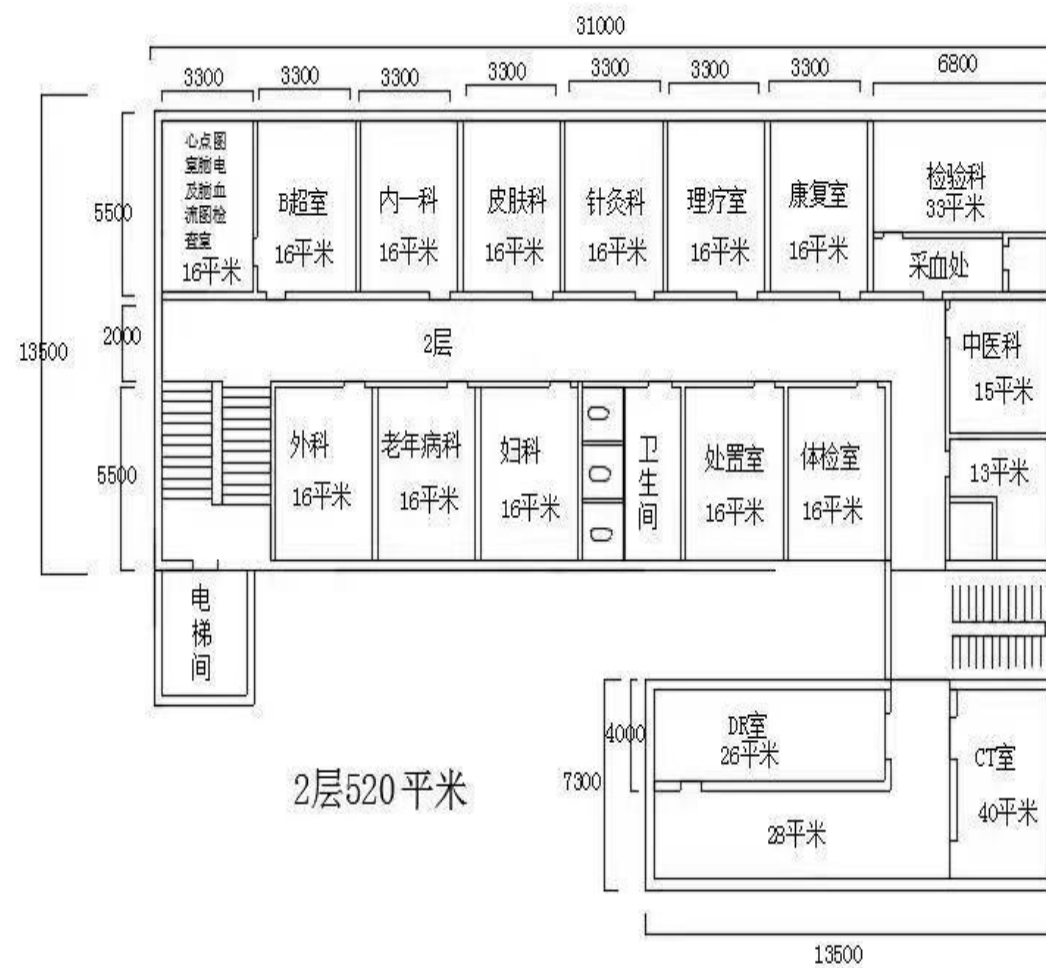 31000
3300
3300
3300
3300
3300
3300
3300
6800
心点图
室脑电
及脑血
流图检
查室
16平米
B超室
16平米
内一科
16平米
皮肤科
16平米
针灸科
16平米
理疗室
16平米
康复室
16平米
检验科
33平米
采血处
5500
2000
13500
5500
2层
中医科
15平米
13平米
外科
16平米
老年病科
16平米
妇科
16平米
卫
生
间
处置室
16平米
体检室
16平米
电
梯
间
2层520平米
4000
7300
DR室
26平米
28平米
CT室
40平米
13500